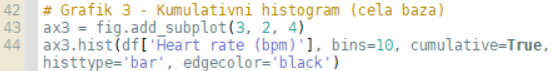 42 # Grafik 3 - Kumulativni histogram (cela baza)
43 ax3 = fig.add_subplot(3, 2, 4)
44 ax3.hist(df['Heart rate (bpm)'], bins=10, cumulative=True,
histtype='bar', edgecolor='black')